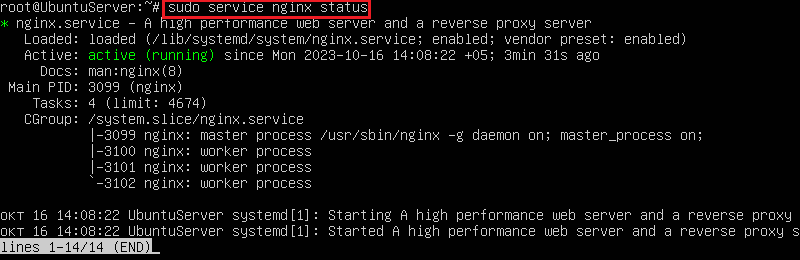 root@UbuntuServer:~# sudo service nginx status
* nginx.service - A high performance web server and a reverse proxy server
Loaded: loaded (/lib/systemd/system/nginx.service; enabled; vendor preset: enabled)
Active: active (running) since Mon 2023-10-16 14:08:22 +05; 3min 31s ago
Docs: man:nginx(8)
Main PID: 3099 (nginx)
Tasks: 4 (limit: 4674)
CGroup: /system.slice/nginx.service
|-3099 nginx: master process /usr/sbin/nginx -g daemon on; master_process on;
|-3100 nginx: worker process
|-3101 nginx: worker process
`-3102 nginx: worker process
окт 16 14:08:22 UbuntuServer systemd[1]: Starting A high performance web server and a reverse proxy
окт 16 14:08:22 UbuntuServer systemd[1]: Started A high performance web server and a reverse proxy s
lines 1-14/14 (END)